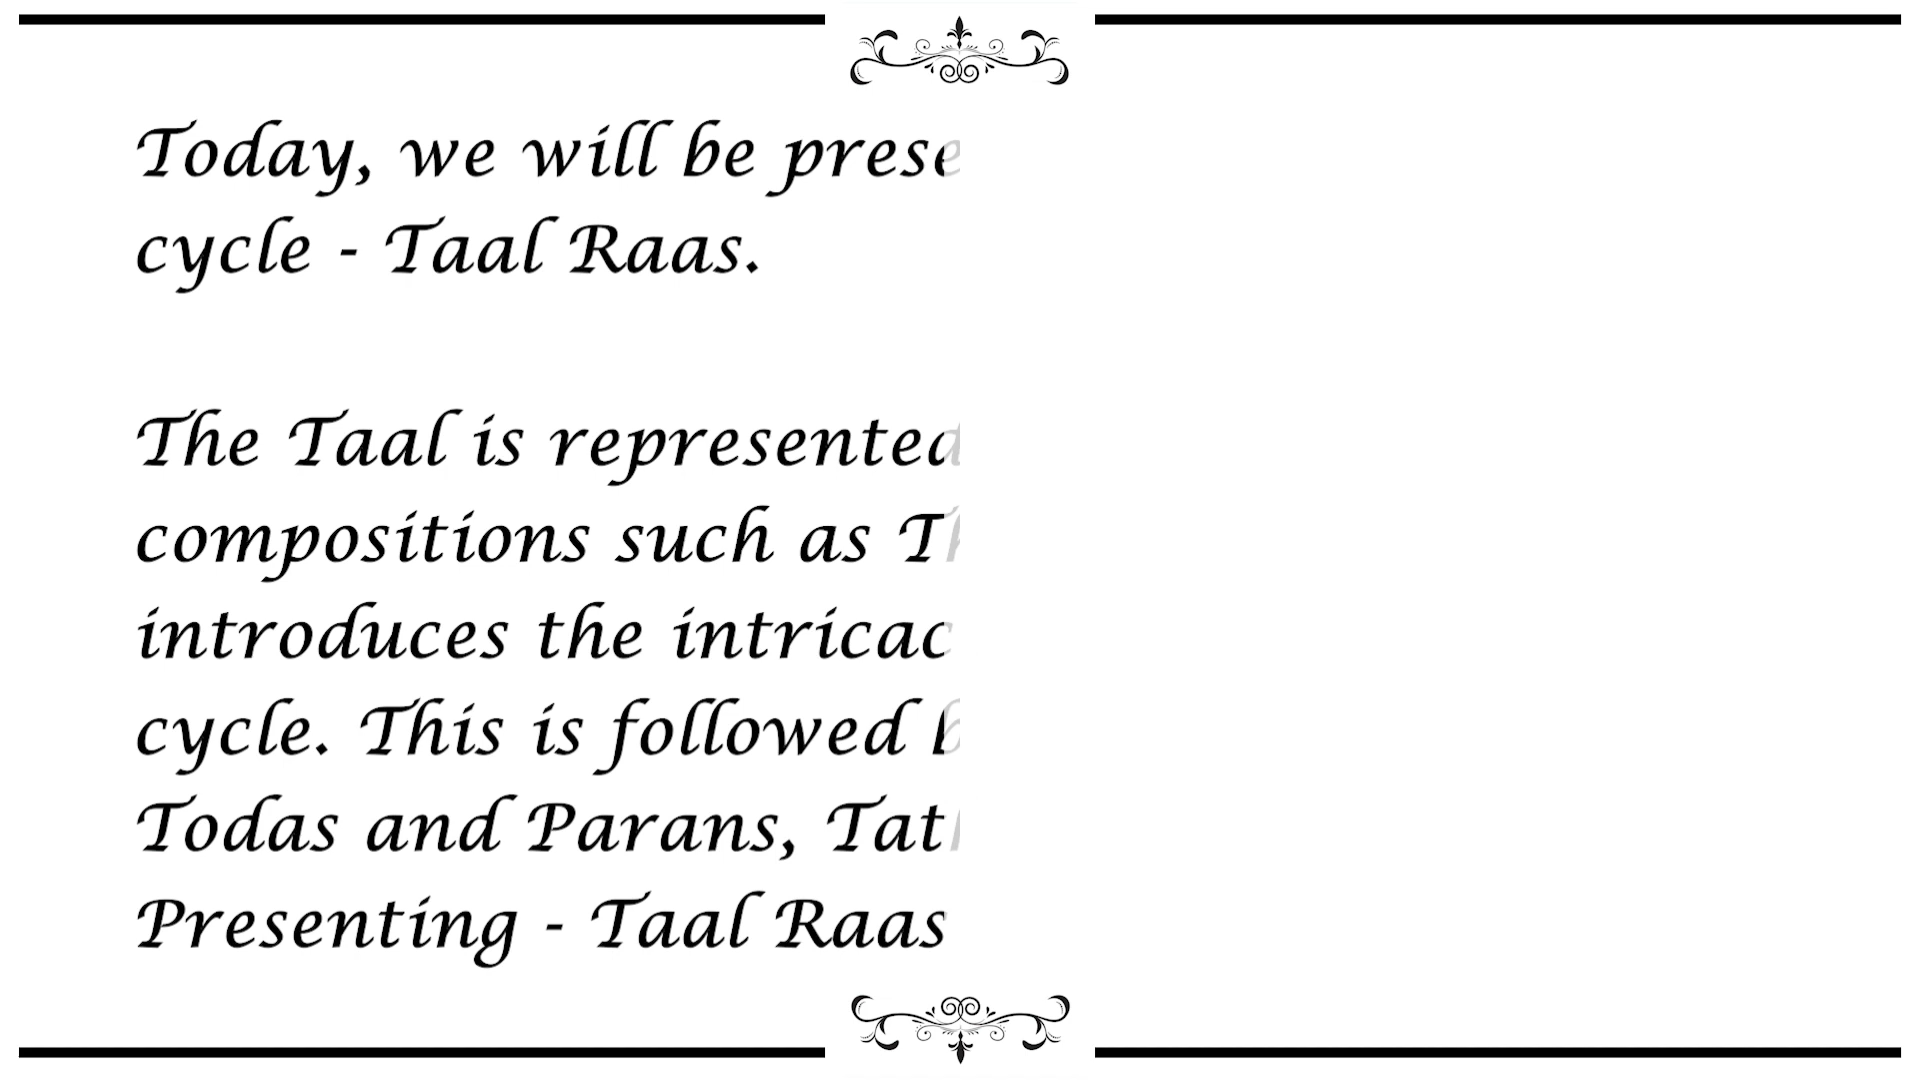 Today, we will be prese
cycle - Taal Raas.
The Taal is represented
compositions such as Th
introduces the intricac
cycle. This is followed b
Todas and Parans, Tat
Presenting - Taal Raas